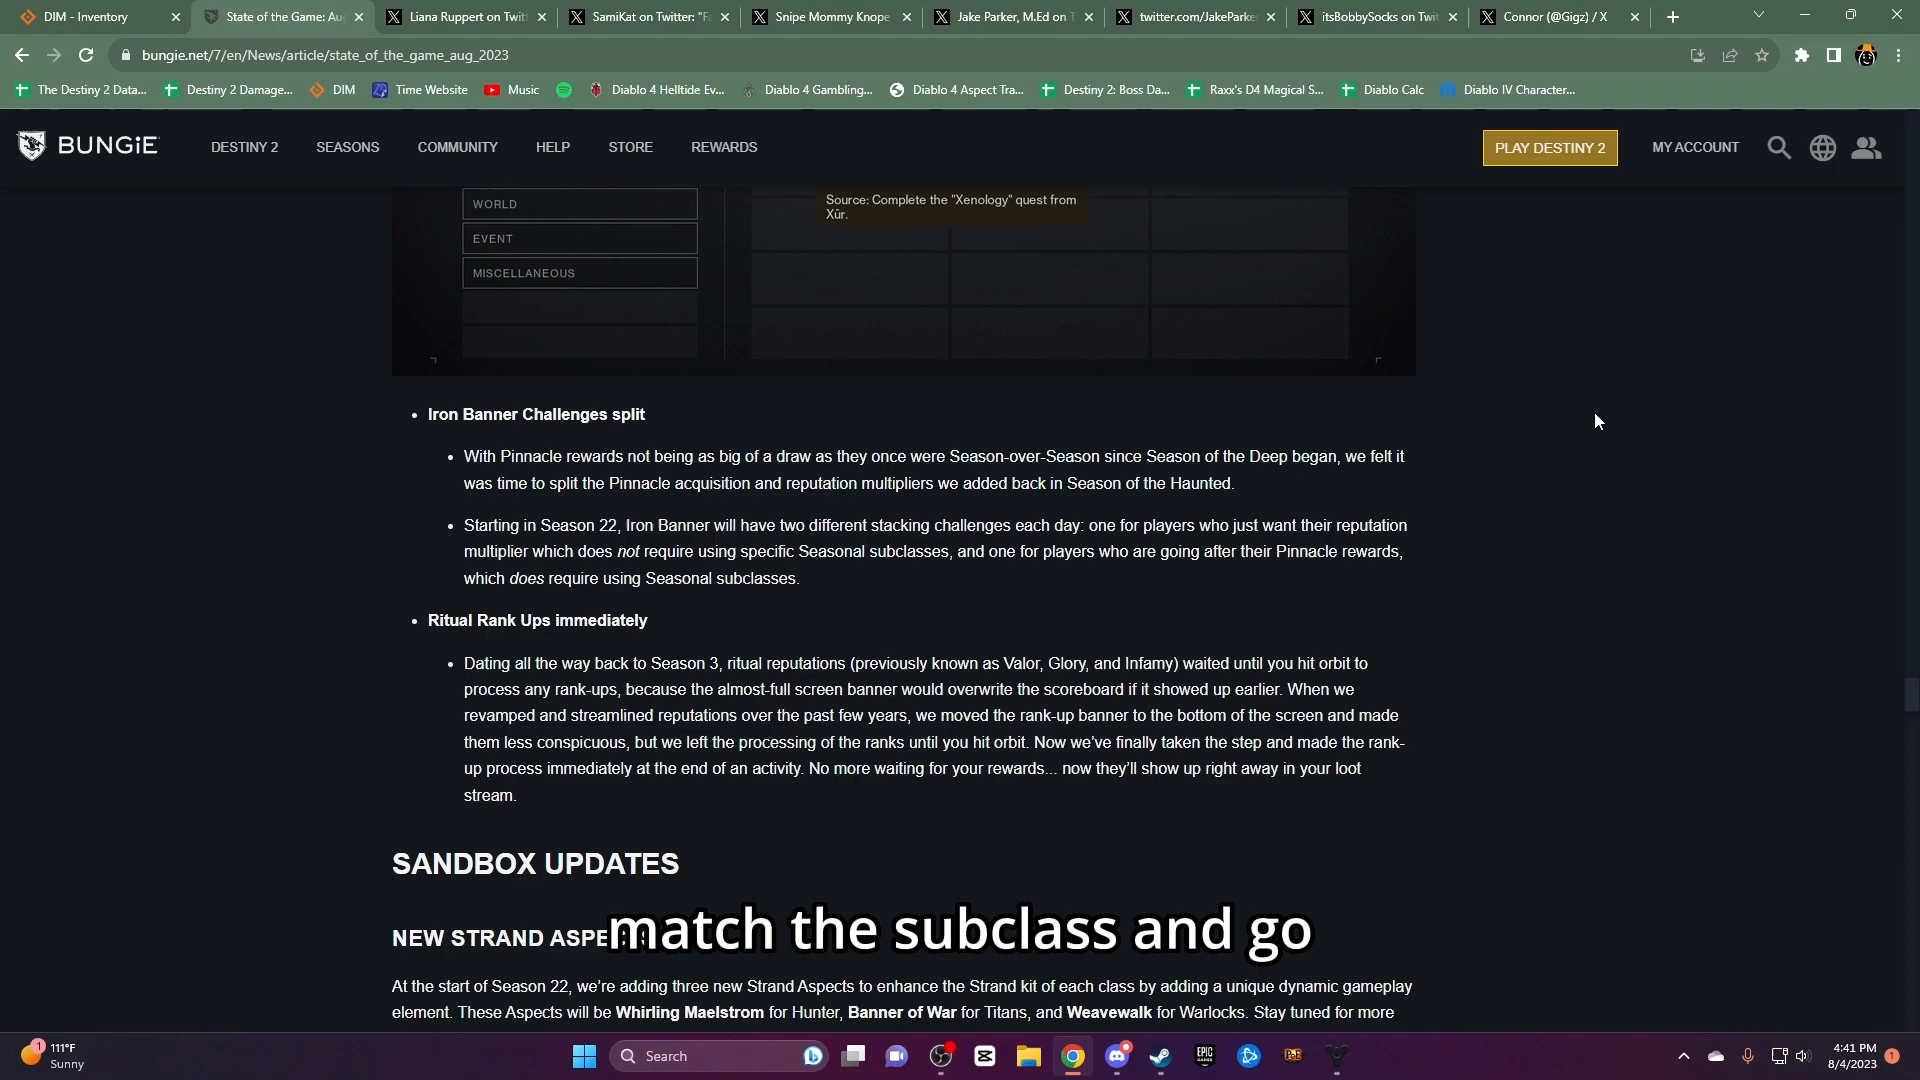 DIM - Inventory
State of the Game: Au
Liana Ruppert on Twitt
SamiKat on Twitter: "Fa
Snipe Mommy Knope
Jake Parker, M.Ed on T
twitter.com/JakeParke
itsBobbySocks on Twit
Connor (@Gigz) / X
bungie.net/7/en/News/article/state_of_the_game_aug_2023
The Destiny 2 Data...
Destiny 2 Damage...
DIM
Time Website
Music
Diablo 4 Helltide Ev...
Diablo 4 Gambling...
Diablo 4 Aspect Tra...
Destiny 2: Boss Da...
Raxx's D4 Magical S...
Diablo Calc
Diablo IV Character...
BUNGiE
DESTINY 2
SEASONS
COMMUNITY
HELP
STORE
REWARDS
PLAY DESTINY 2
MY ACCOUNT
WORLD
EVENT
MISCELLANEOUS
Source: Complete the "Xenology" quest from
Xûr.
• Iron Banner Challenges split
• With Pinnacle rewards not being as big of a draw as they once were Season-over-Season since Season of the Deep began, we felt it
was time to split the Pinnacle acquisition and reputation multipliers we added back in Season of the Haunted.
• Starting in Season 22, Iron Banner will have two different stacking challenges each day: one for players who just want their reputation
multiplier which does not require using specific Seasonal subclasses, and one for players who are going after their Pinnacle rewards,
which does require using Seasonal subclasses.
• Ritual Rank Ups immediately
• Dating all the way back to Season 3, ritual reputations (previously known as Valor, Glory, and Infamy) waited until you hit orbit to
process any rank-ups, because the almost-full screen banner would overwrite the scoreboard if it showed up earlier. When we
revamped and streamlined reputations over the past few years, we moved the rank-up banner to the bottom of the screen and made
them less conspicuous, but we left the processing of the ranks until you hit orbit. Now we've finally taken the step and made the rank-
up process immediately at the end of an activity. No more waiting for your rewards... now they'll show up right away in your loot
stream.
SANDBOX UPDATES
NEW STRAND ASPE
match the subclass and go
At the start of Season 22, we're adding three new Strand Aspects to enhance the Strand kit of each class by adding a unique dynamic gameplay
element. These Aspects will be Whirling Maelstrom for Hunter, Banner of War for Titans, and Weavewalk for Warlocks. Stay tuned for more
1
111°F
Sunny
Search
EPIC GAMES
4:41 PM
8/4/2023
1